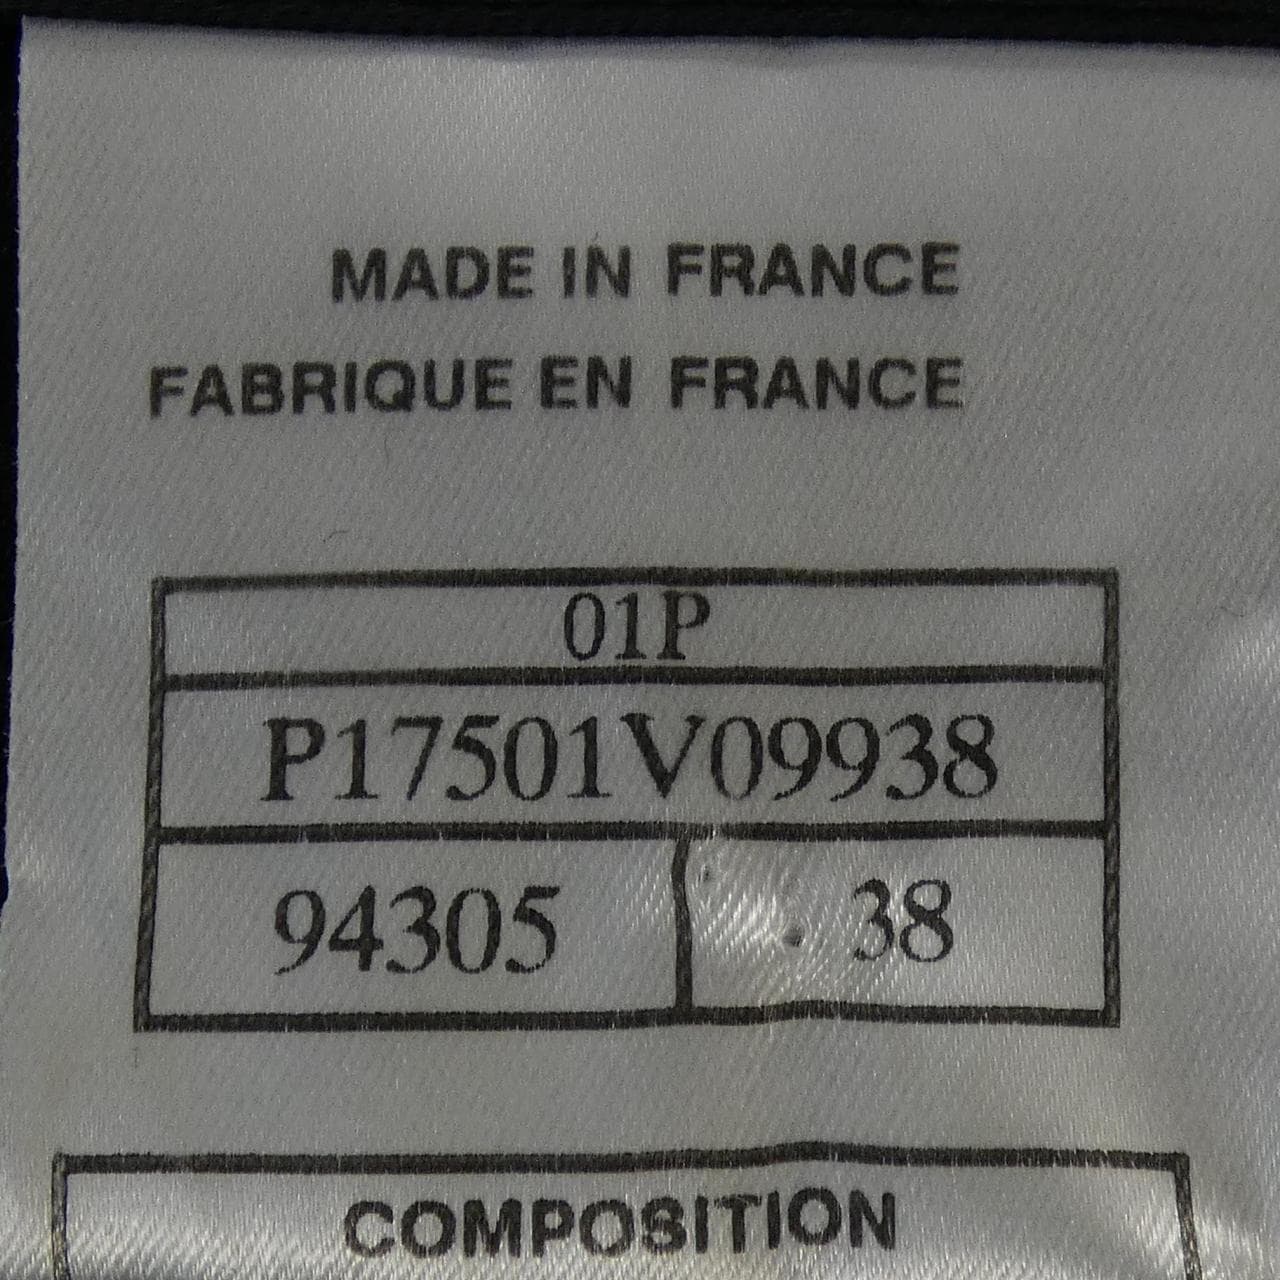 MADE IN FRANCE
FABRIQUE EN FRANCE
01P
P17501V09938
94305 38
COMPOSITION